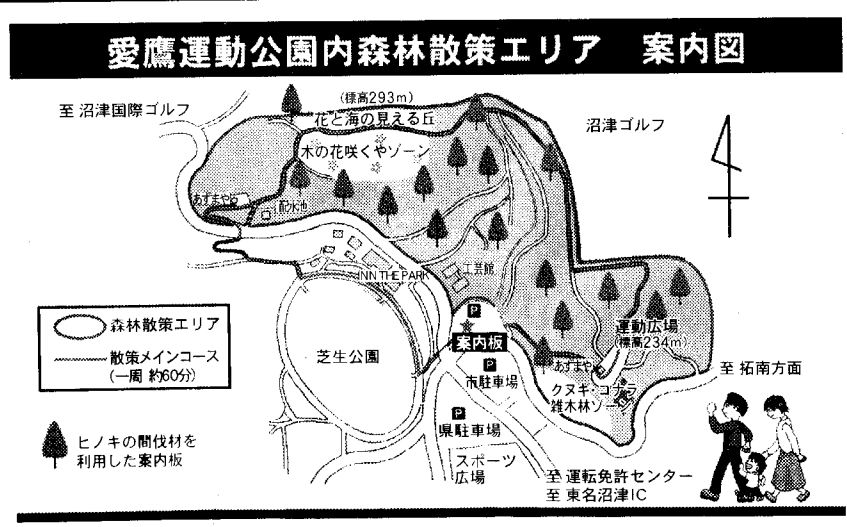 愛鷹運動公園内森林散策エリア　案内図
至 沼津国際ゴルフ
(標高293m)
花と海の見える丘
沼津ゴルフ
木の花咲くやゾーン
あずまや
配水池
INN THE PARK
工芸館
P
案内板
運動広場
(標高234m)
芝生公園
あずまや
P
市駐車場
クヌギ・コナラ
雑木林ゾーン
至 拓南方面
P
県駐車場
スポーツ
広場
至 運転免許センター
至 東名沼津IC
森林散策エリア
散策メインコース
(一周 約60分)
ヒノキの間伐材を
利用した案内板